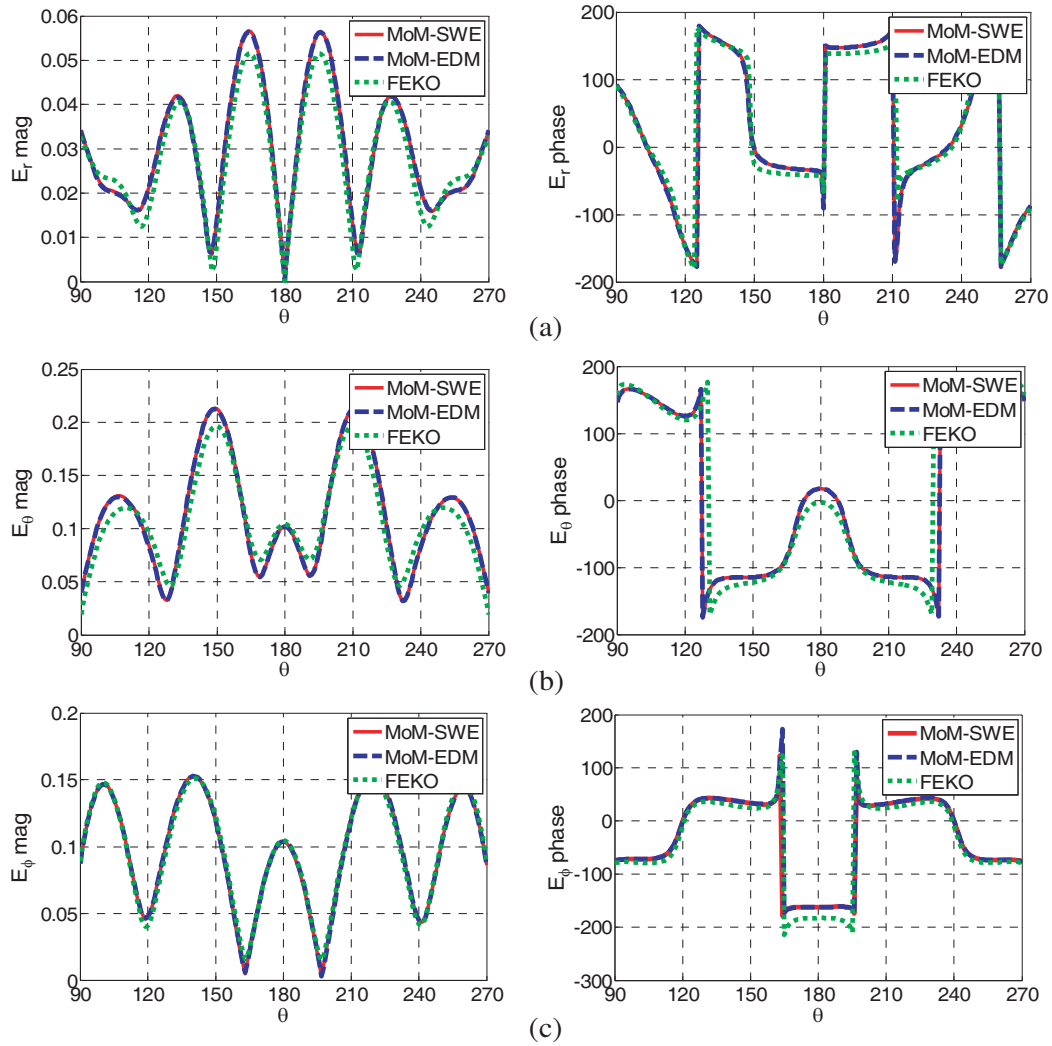 0.06
0.05
0.04
0.03
0.02
0.01
0
E_r mag
90 120 150 180 210 240 270
θ
MoM-SWE
MoM-EDM
FEKO
200
100
0
-100
-200
E_r phase
90 120 150 180 210 240 270
θ
MoM-SWE
MoM-EDM
FEKO
(a)
0.25
0.2
0.15
0.1
0.05
0
E_θ mag
90 120 150 180 210 240 270
θ
MoM-SWE
MoM-EDM
FEKO
200
100
0
-100
-200
E_θ phase
90 120 150 180 210 240 270
θ
MoM-SWE
MoM-EDM
FEKO
(b)
0.2
0.15
0.1
0.05
0
E_ϕ mag
90 120 150 180 210 240 270
θ
MoM-SWE
MoM-EDM
FEKO
200
100
0
-100
-200
-300
E_ϕ phase
90 120 150 180 210 240 270
θ
MoM-SWE
MoM-EDM
FEKO
(c)